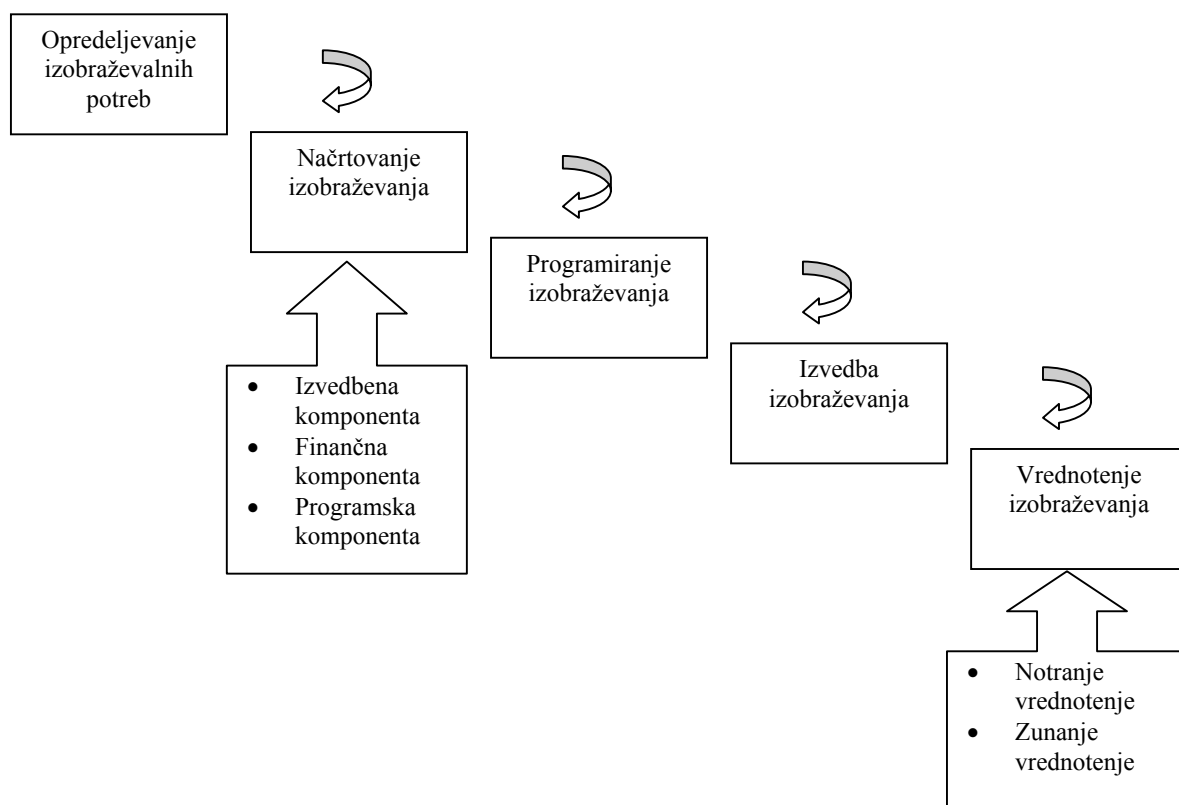 Opredeljevanje
izobraževalnih
potreb
Načrtovanje
izobraževanja
Programiranje
izobraževanja
Izvedba
izobraževanja
• Izvedbena
komponenta
• Finančna
komponenta
• Programska
komponenta
Vrednotenje
izobraževanja
• Notranje
vrednotenje
• Zunanje
vrednotenje